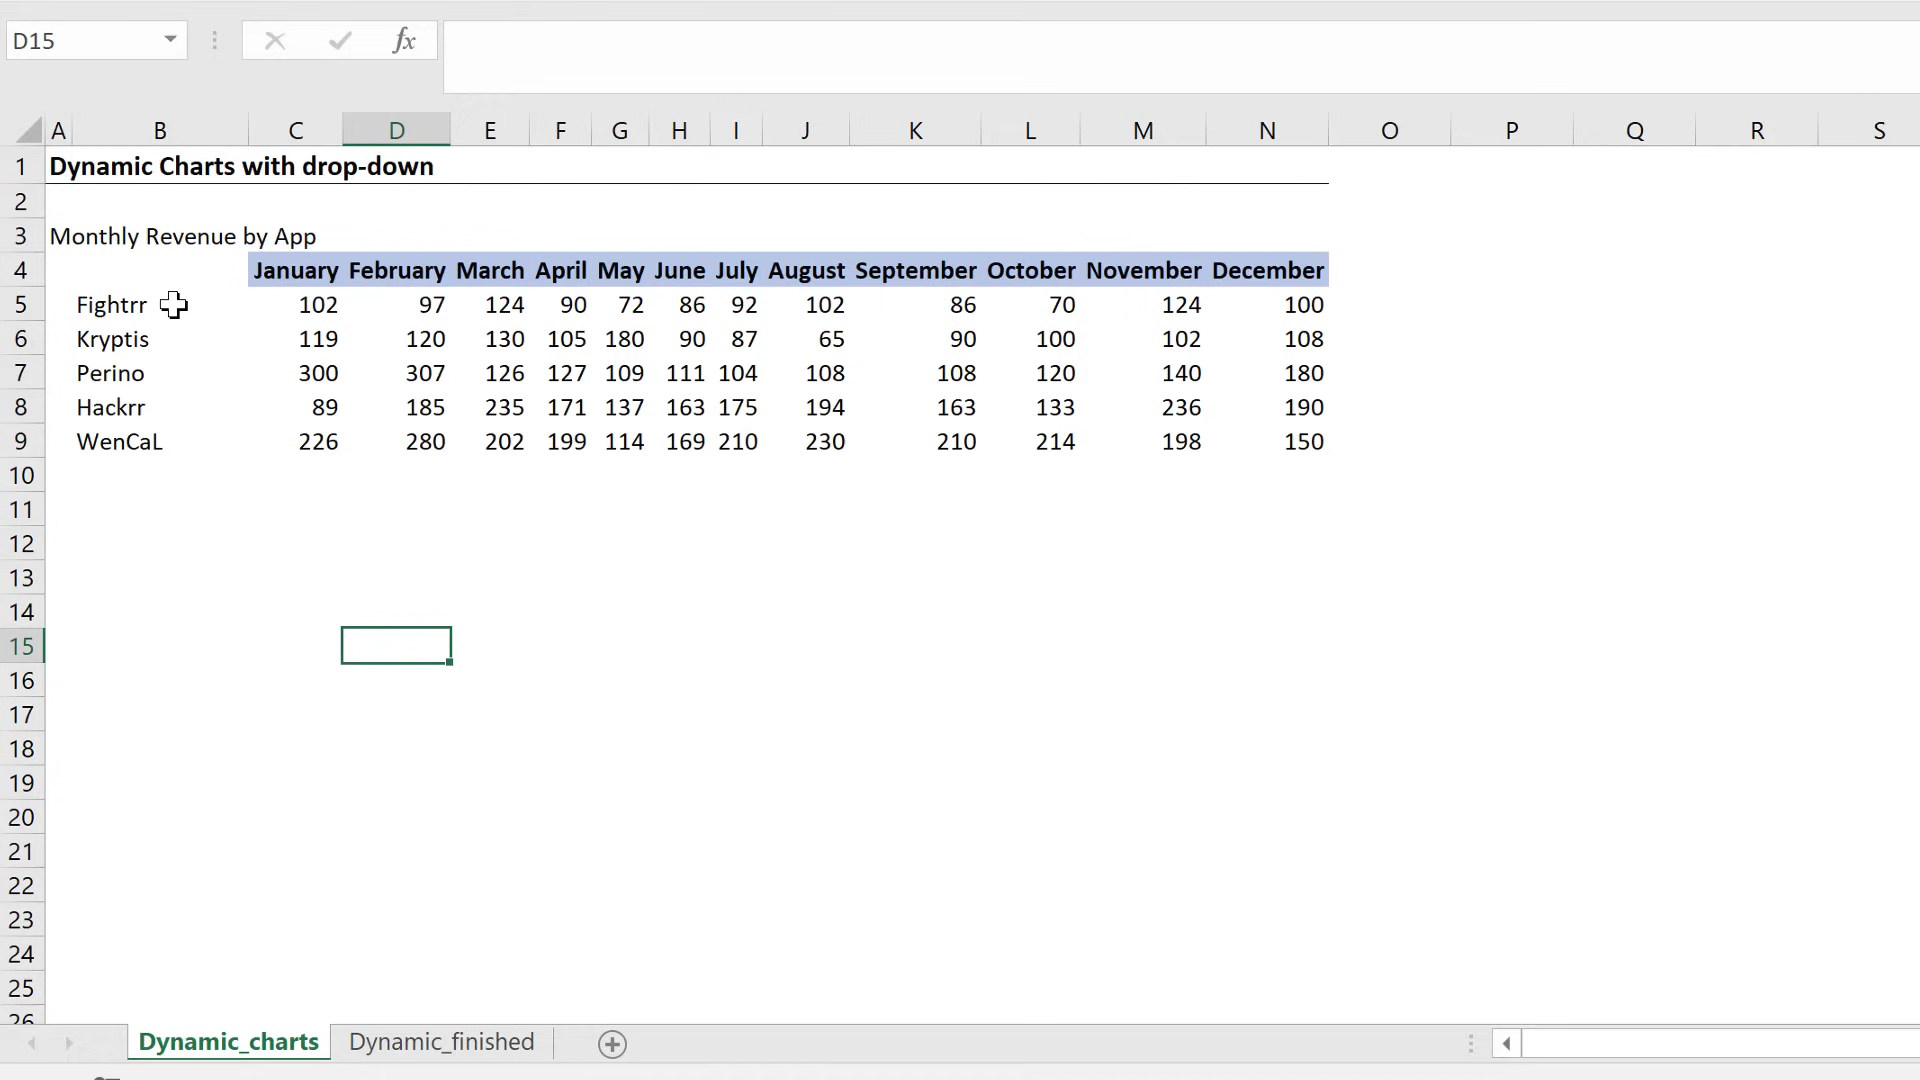 D15 fx
A B C D E F G H I J K L M N O P Q R S
1 Dynamic Charts with drop-down
2
3 Monthly Revenue by App
4 January February March April May June July August September October November December
5 Fightrr 102 97 124 90 72 86 92 102 86 70 124 100
6 Kryptis 119 120 130 105 180 90 87 65 90 100 102 108
7 Perino 300 307 126 127 109 111 104 108 108 120 140 180
8 Hackrr 89 185 235 171 137 163 175 194 163 133 236 190
9 WenCaL 226 280 202 199 114 169 210 230 210 214 198 150
10
11
12
13
14
15
16
17
18
19
20
21
22
23
24
25
26
Dynamic_charts Dynamic_finished